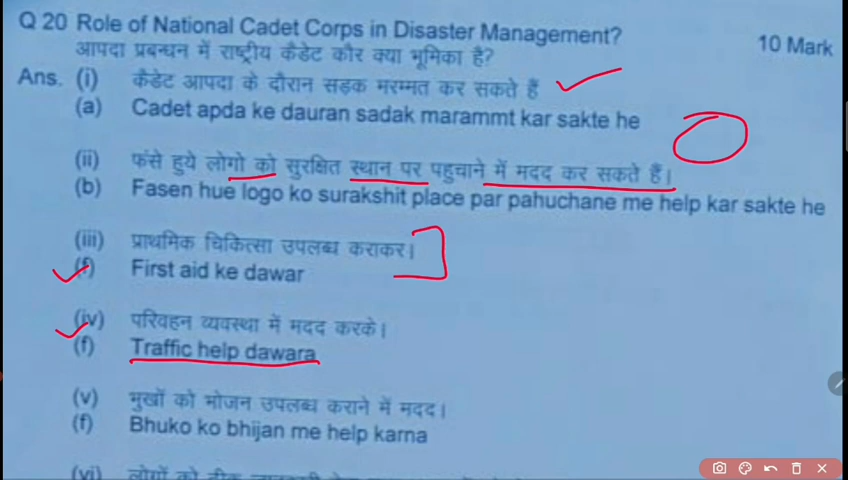 Q 20 Role of National Cadet Corps in Disaster Management?
10 Mark
आपदा प्रबन्धन में राष्ट्रीय कैडेट कौर क्या भूमिका है?
Ans. (i) कैडेट आपदा के दौरान सड़क मरम्मत कर सकते हैं
(a) Cadet apda ke dauran sadak marammt kar sakte he
(ii) फंसे हुये लोगो को सुरक्षित स्थान पर पहुचाने में मदद कर सकते हैं।
(b) Fasen hue logo ko surakshit place par pahuchane me help kar sakte he
(iii) प्राथमिक चिकित्सा उपलब्ध कराकर।
(f) First aid ke dawar
(iv) परिवहन व्यवस्था में मदद करके।
(f) Traffic help dawara
(v) भुखों को भोजन उपलब्ध कराने में मदद।
(f) Bhuko ko bhijan me help karna
(vi) लोगों को ठीक